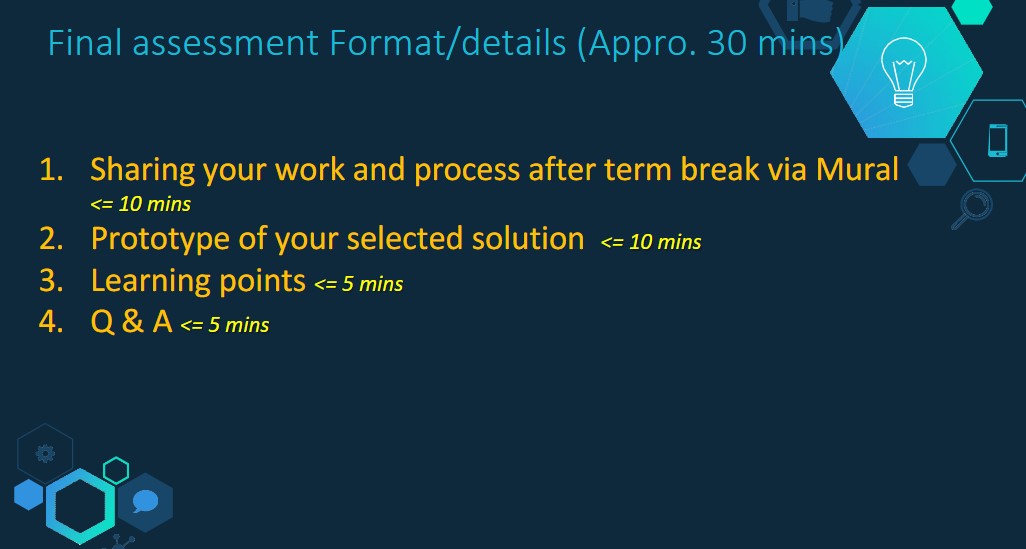 Final assessment Format/details (Appro. 30 mins)
1. Sharing your work and process after term break via Mural
<= 10 mins
2. Prototype of your selected solution <= 10 mins
3. Learning points <= 5 mins
4. Q & A <= 5 mins